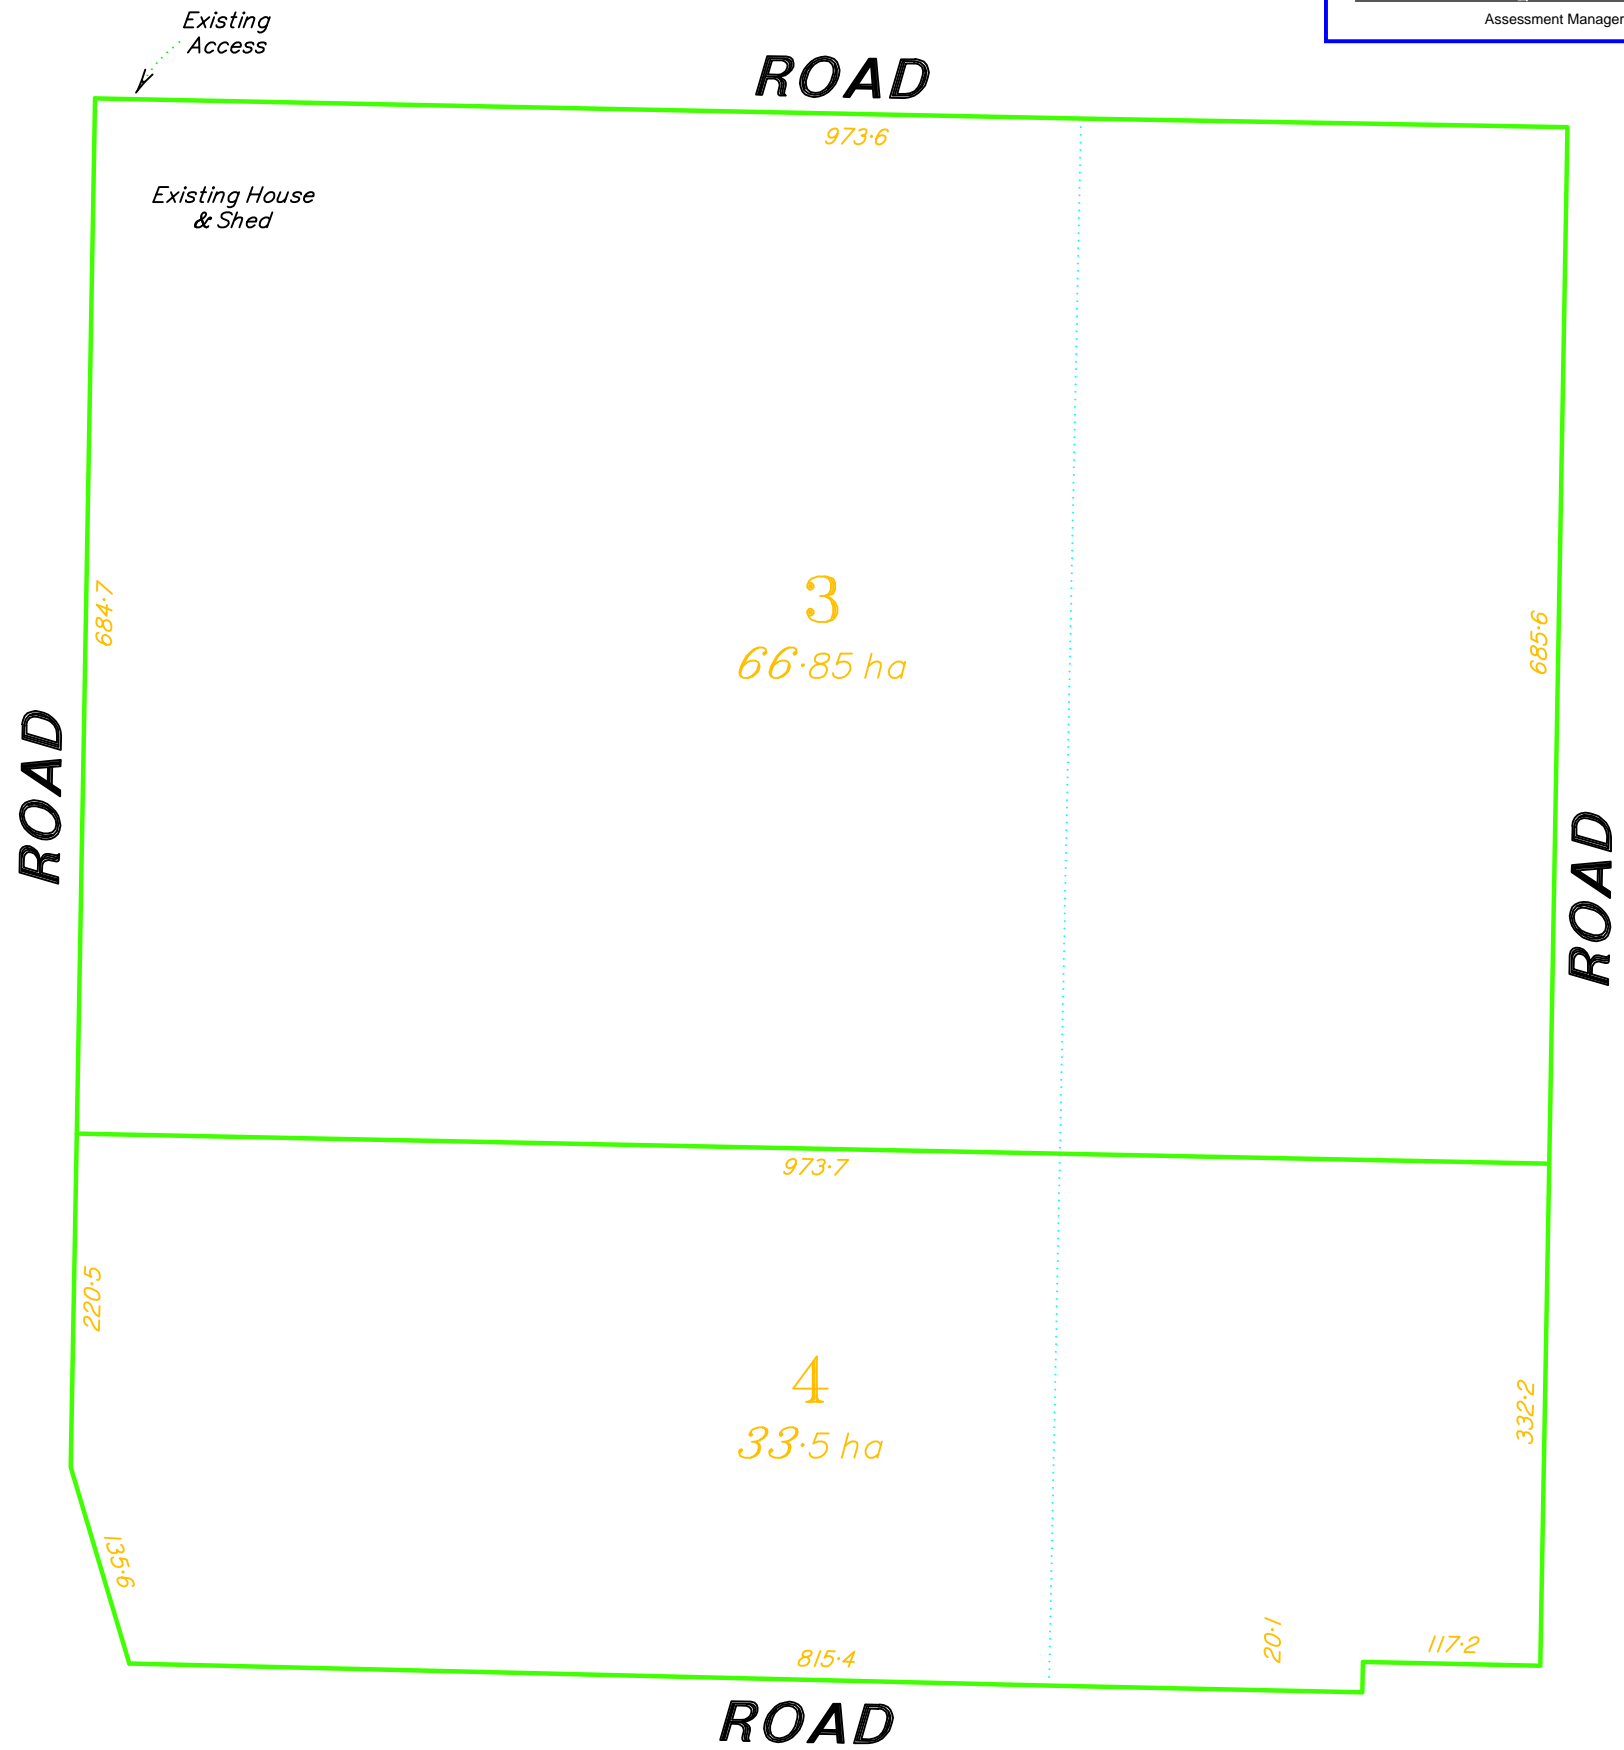 Existing
Access
Assessment Manager
ROAD
973·6
Existing House
& Shed
684·7
3
66·85 ha
685·6
ROAD
ROAD
973·7
220·5
4
33·5 ha
332·2
135·6
20·1
117·2
815·4
ROAD